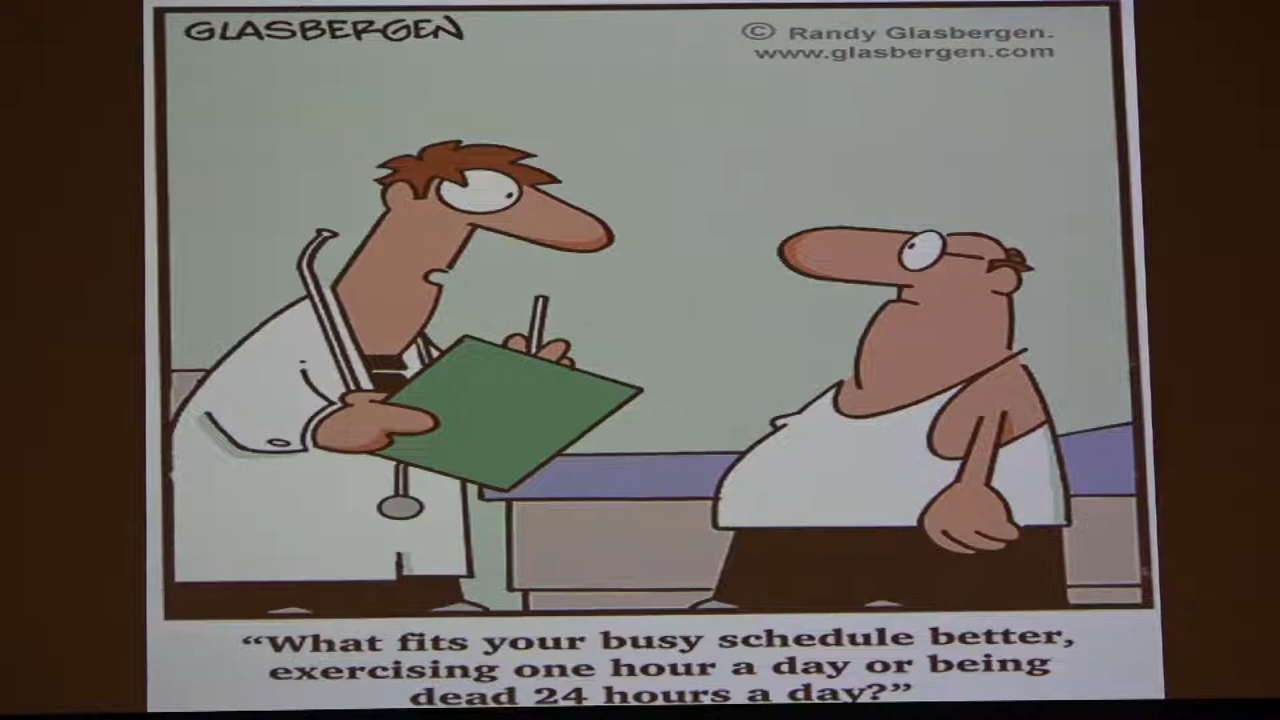 GLASBERGEN
© Randy Glasbergen.
www.glasbergen.com
“What fits your busy schedule better,
exercising one hour a day or being
dead 24 hours a day?”